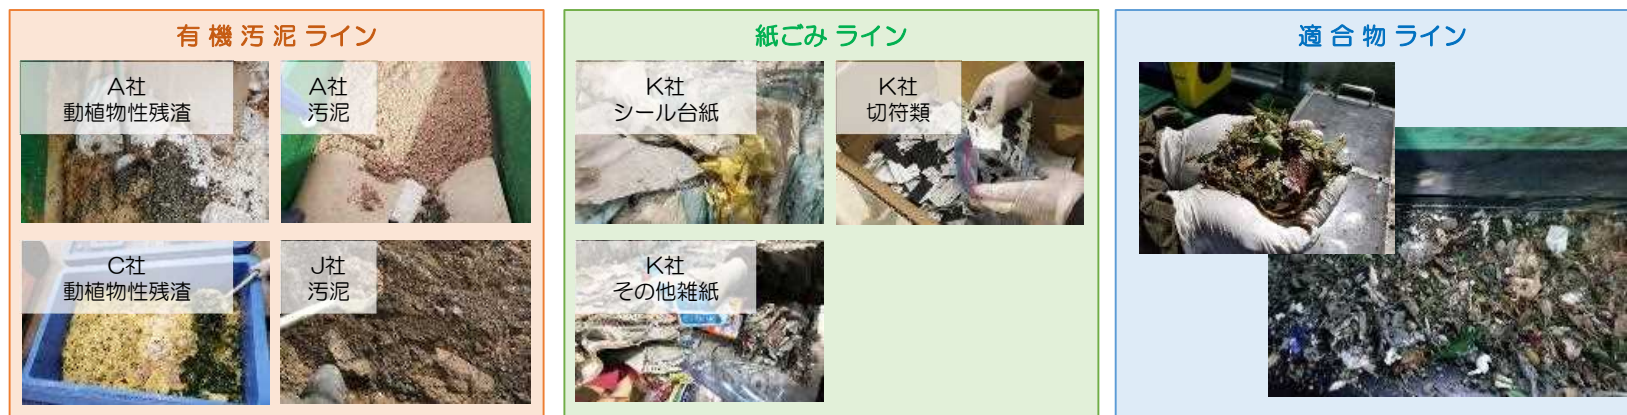 有機汚泥ライン
A社
動植物性残渣
A社
汚泥
C社
動植物性残渣
J社
汚泥
紙ごみライン
K社
シール台紙
K社
切符類
K社
その他雑紙
適合物ライン